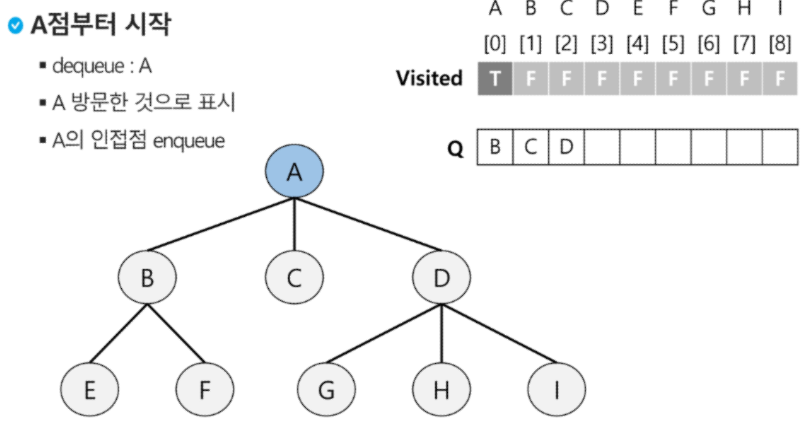 A점부터 시작
▪ dequeue : A
▪ A 방문한 것으로 표시
▪ A의 인접점 enqueue
A B C D E F G H I
[0] [1] [2] [3] [4] [5] [6] [7] [8]
Visited T F F F F F F F F
Q B C D
A
B C D
E F G H I